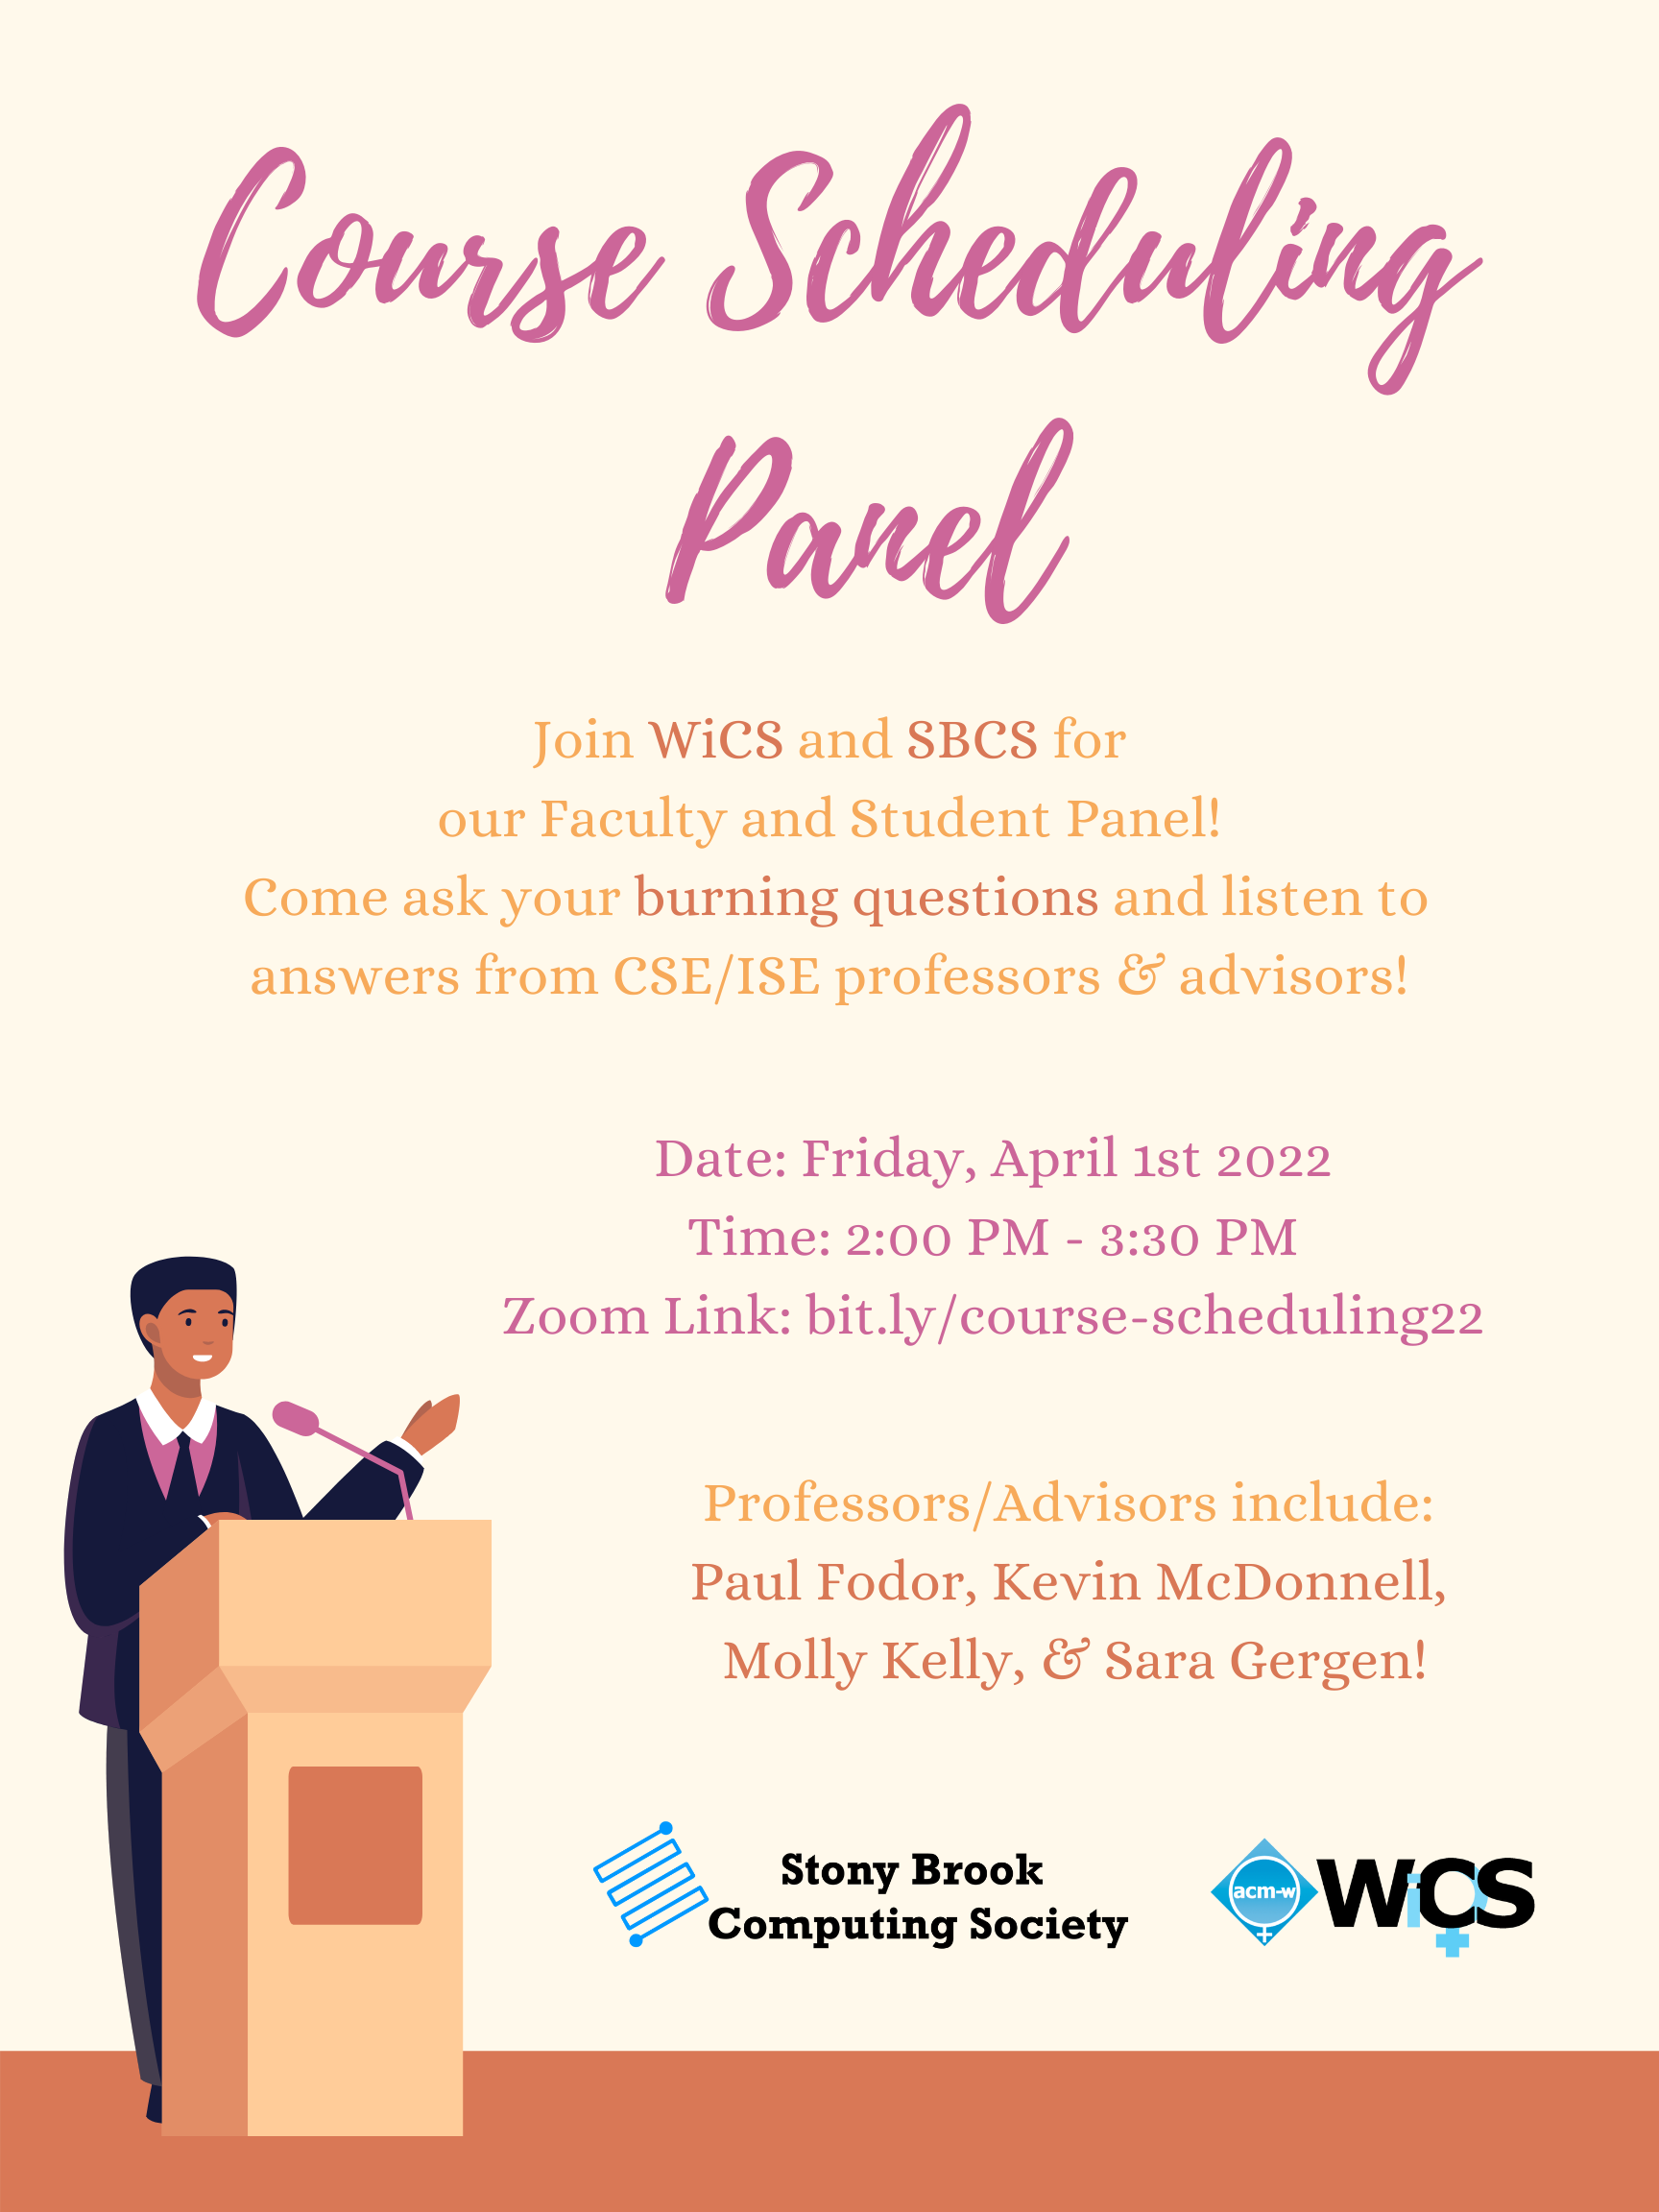 Course Scheduling
Panel
Join WiCS and SBCS for
our Faculty and Student Panel!
Come ask your burning questions and listen to
answers from CSE/ISE professors & advisors!
Date: Friday, April 1st 2022
Time: 2:00 PM - 3:30 PM
Zoom Link: bit.ly/course-scheduling22
Professors/Advisors include:
Paul Fodor, Kevin McDonnell,
Molly Kelly, & Sara Gergen!
Stony Brook
Computing Society
acm-w
WiCS